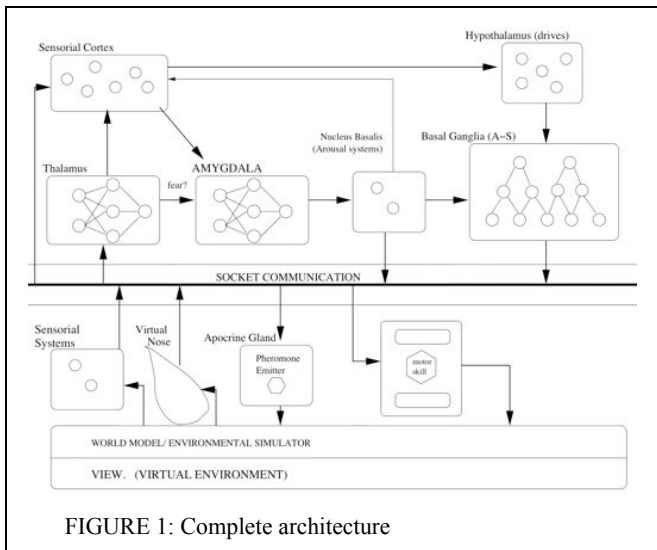 Sensorial Cortex
Hypothalamus (drives)
Nucleus Basalis
(Arousal systems)
Basal Ganglia (A-S)
Thalamus
fear?
AMYGDALA
SOCKET COMMUNICATION
Sensorial
Systems
Virtual
Nose
Apocrine Gland
Pheromone
Emitter
motor
skill
WORLD MODEL/ ENVIRONMENTAL SIMULATOR
VIEW. (VIRTUAL ENVIRONMENT)
FIGURE 1: Complete architecture